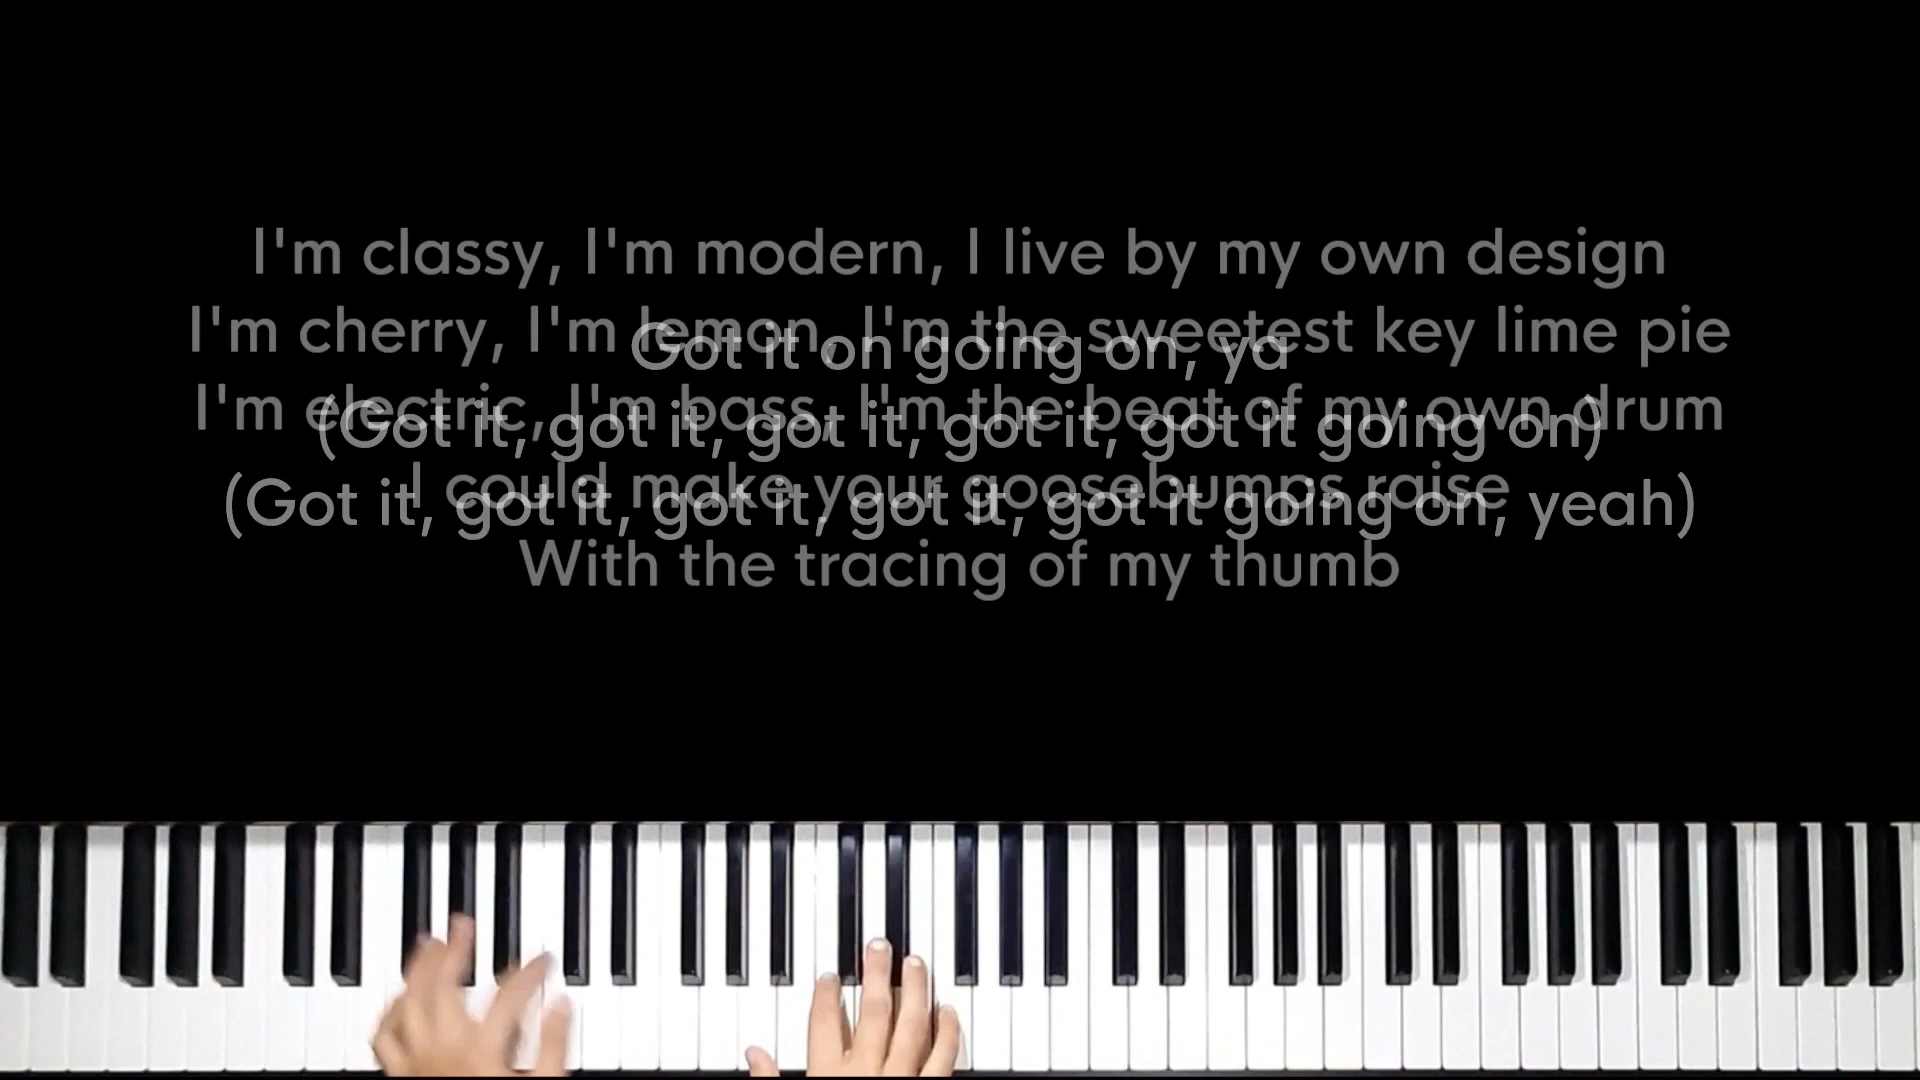 I'm classy, I'm modern, I live by my own design
I'm cherry, I'm lemon, I'm the sweetest key lime pie
Got it on going on, ya
I'm electric, I'm bass, I'm the beat of my own drum
(Got it, got it, got it, got it, got it going on)
I could make your goosebumps raise
(Got it, got it, got it, got it, got it going on, yeah)
With the tracing of my thumb